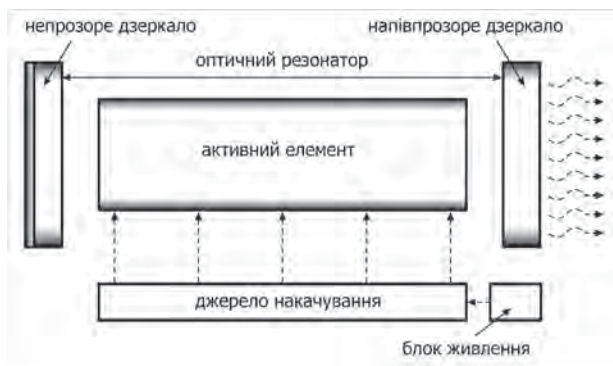 непрозоре дзеркало
напівпрозоре дзеркало
оптичний резонатор
активний елемент
джерело накачування
блок живлення